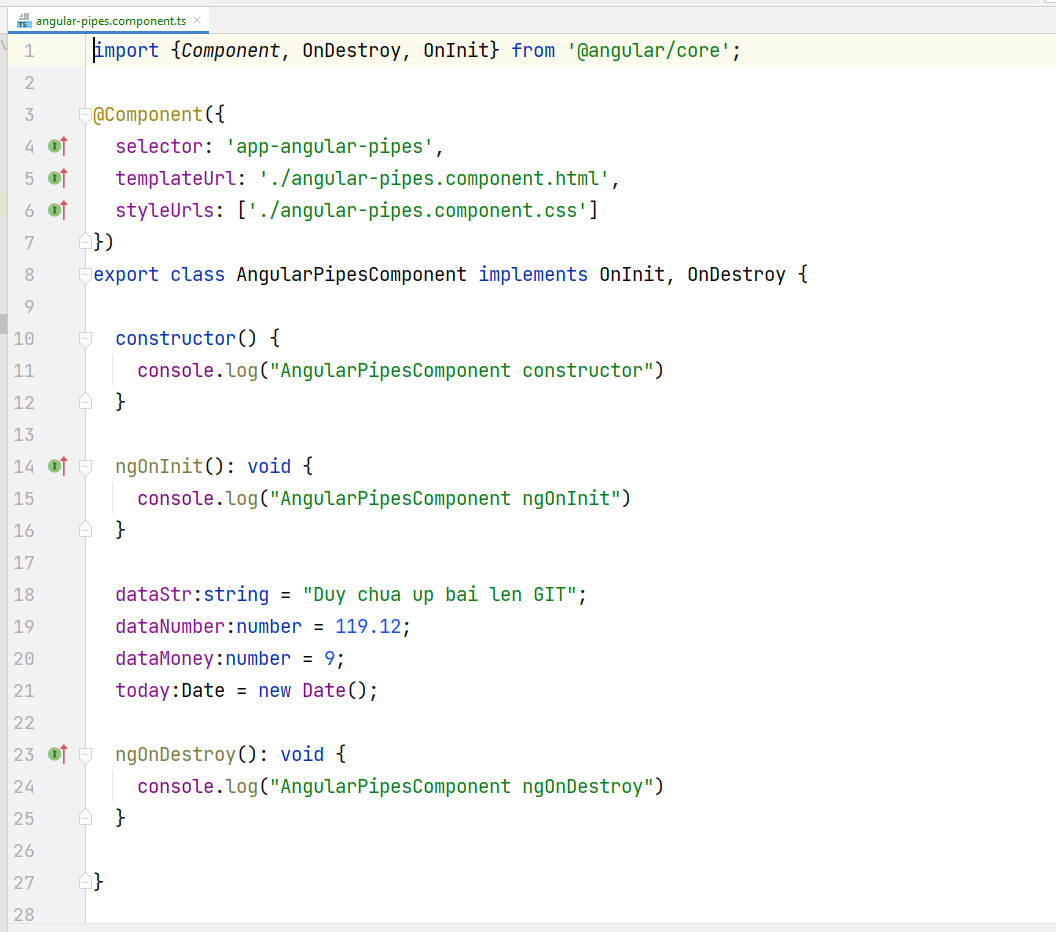 angular-pipes.component.ts
1 import {Component, OnDestroy, OnInit} from '@angular/core';
2
3 @Component({
4   selector: 'app-angular-pipes',
5   templateUrl: './angular-pipes.component.html',
6   styleUrls: ['./angular-pipes.component.css']
7 })
8 export class AngularPipesComponent implements OnInit, OnDestroy {
9
10   constructor() {
11     console.log("AngularPipesComponent constructor")
12   }
13
14   ngOnInit(): void {
15     console.log("AngularPipesComponent ngOnInit")
16   }
17
18   dataStr:string = "Duy chua up bai len GIT";
19   dataNumber:number = 119.12;
20   dataMoney:number = 9;
21   today:Date = new Date();
22
23   ngOnDestroy(): void {
24     console.log("AngularPipesComponent ngOnDestroy")
25   }
26
27 }
28